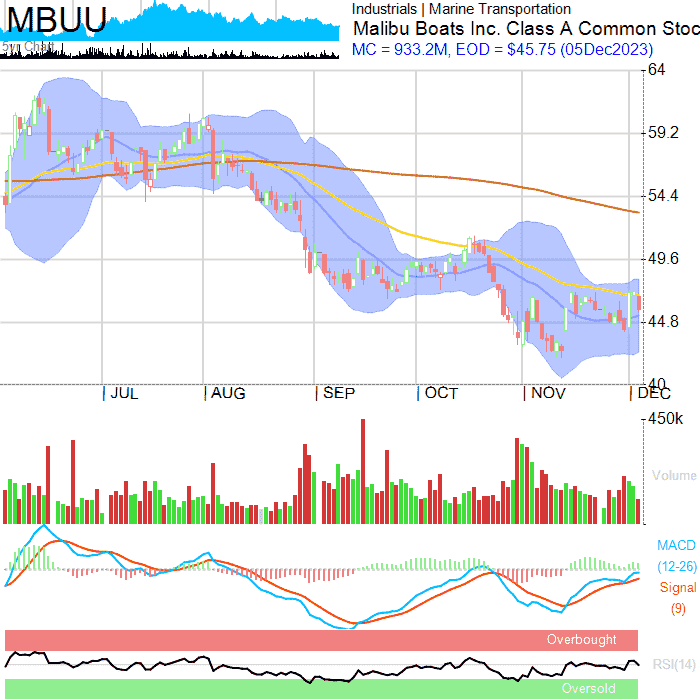 MBUU
5yr Chart
Industrials | Marine Transportation
Malibu Boats Inc. Class A Common Stoc
MC = 933.2M, EOD = $45.75 (05Dec2023)
64
59.2
54.4
49.6
44.8
40
JUL
AUG
SEP
OCT
NOV
DEC
450k
Volume
MACD
(12-26)
Signal
(9)
Overbought
RSI(14)
Oversold